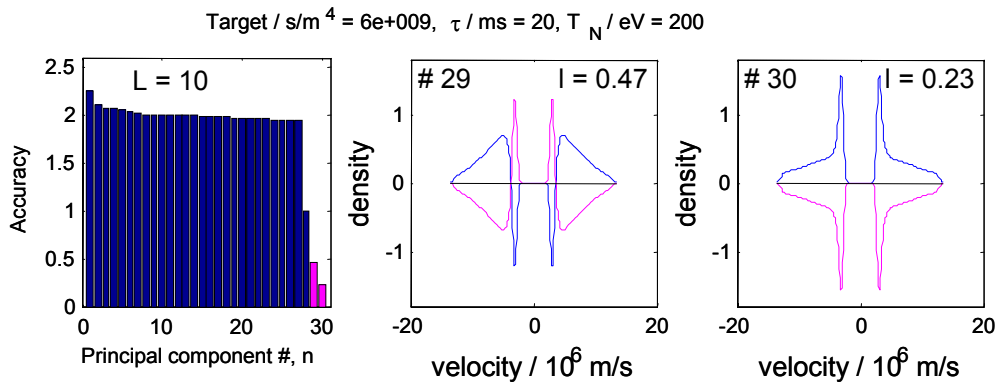 Target / s/m^4 = 6e+009, τ / ms = 20, T_N / eV = 200
2.5
2
1.5
1
0.5
0
Accuracy
L = 10
0 10 20 30
Principal component #, n
# 29 l = 0.47
1
0
-1
density
-20 0 20
velocity / 10^6 m/s
# 30 l = 0.23
1
0
-1
density
-20 0 20
velocity / 10^6 m/s